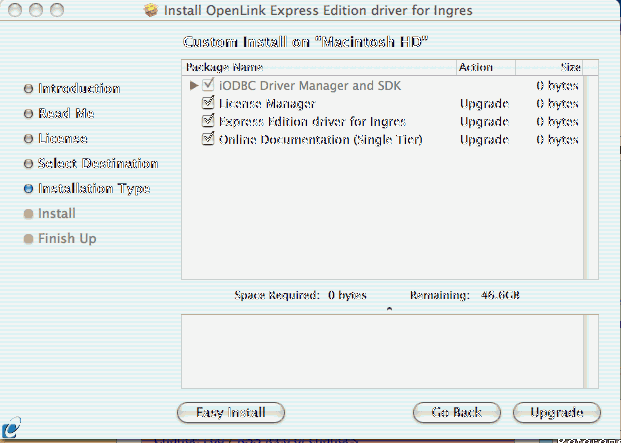 Install OpenLink Express Edition driver for Ingres
Custom Install on "Macintosh HD"
Package Name Action Size
iODBC Driver Manager and SDK 0 bytes
License Manager Upgrade 0 bytes
Express Edition driver for Ingres Upgrade 0 bytes
Online Documentation (Single Tier) Upgrade 0 bytes
Introduction
Read Me
License
Select Destination
Installation Type
Install
Finish Up
Space Required: 0 bytes Remaining: 46.6GB
Easy Install Go Back Upgrade